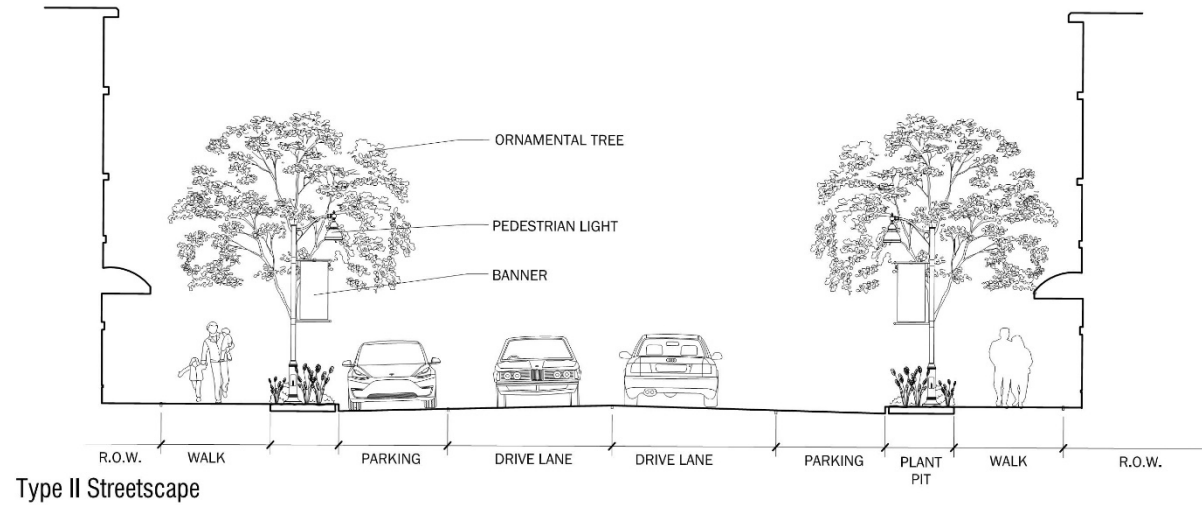 ORNAMENTAL TREE
PEDESTRIAN LIGHT
BANNER
R.O.W.
WALK
PARKING
DRIVE LANE
DRIVE LANE
PARKING
PLANT
PIT
WALK
R.O.W.
Type II Streetscape